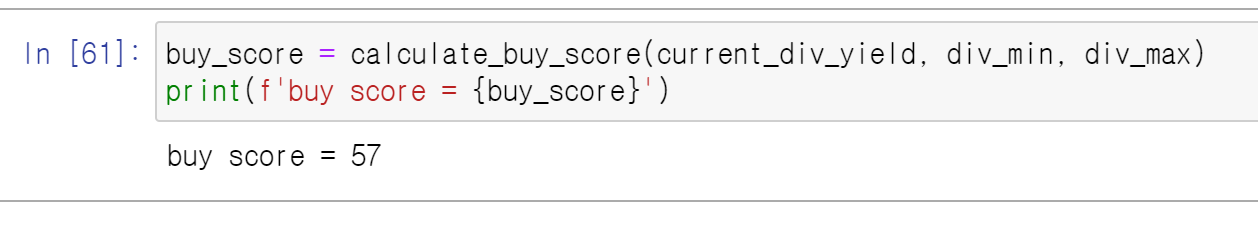 In [61]: buy_score = calculate_buy_score(current_div_yield, div_min, div_max)
print(f'buy score = {buy_score}')
buy score = 57